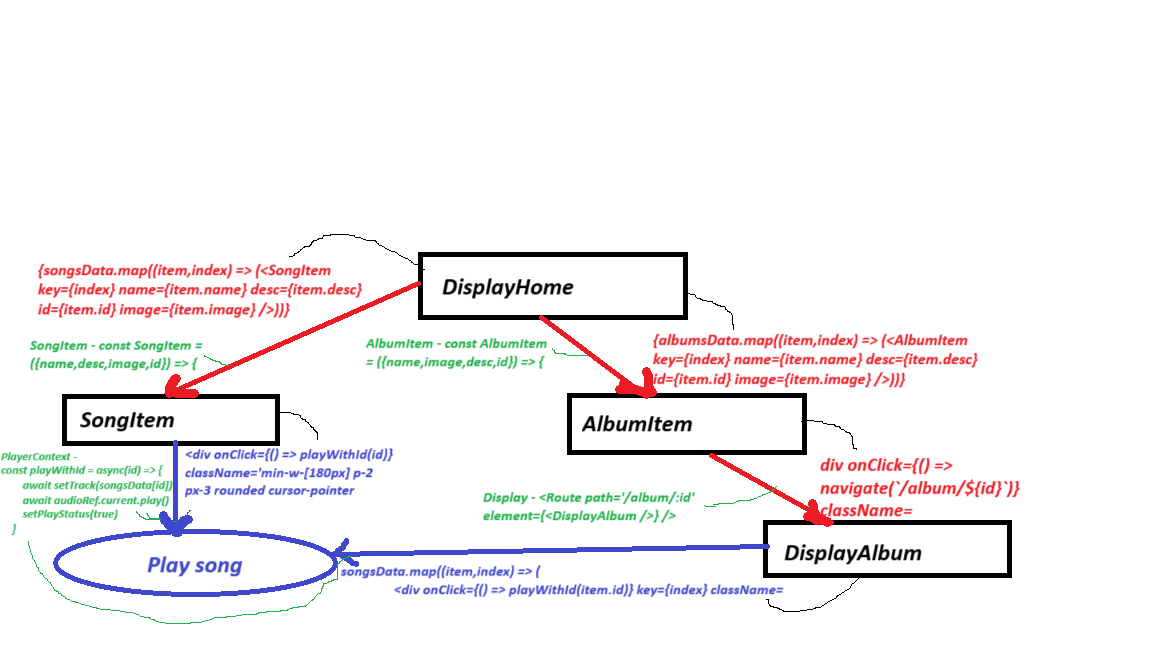 DisplayHome
{songsData.map((item,index) => (<SongItem
key={index} name={item.name} desc={item.desc}
id={item.id} image={item.image} />))}
SongItem - const SongItem =
({name,desc,image,id}) => {
AlbumItem - const AlbumItem
= ({name,image,desc,id}) => {
{albumsData.map((item,index) => (<AlbumItem
key={index} name={item.name} desc={item.desc}
id={item.id} image={item.image} />))}
SongItem
AlbumItem
PlayerContext -
const playWithId = async(id) => {
await setTrack(songsData[id])
await audioRef.current.play()
setPlayStatus(true)
}
<div onClick={() => playWithId(id)}
className='min-w-[180px] p-2
px-3 rounded cursor-pointer
Display - <Route path='/album/:id'
element={<DisplayAlbum />} />
div onClick={() =>
navigate(`/album/${id}`)}
className=
Play song
DisplayAlbum
songsData.map((item,index) => (
<div onClick={() => playWithId(item.id)} key={index} className=